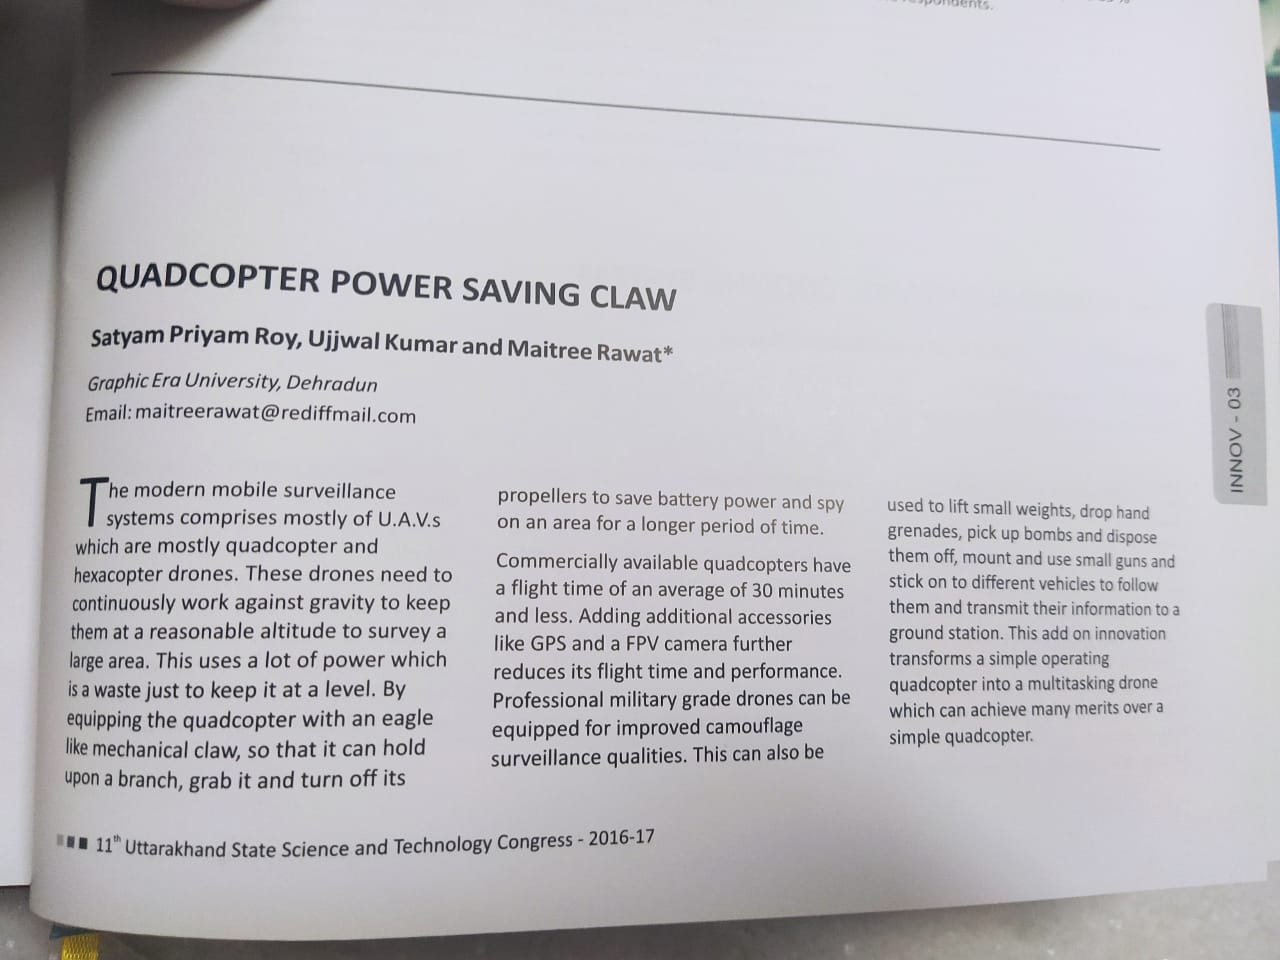 QUADCOPTER POWER SAVING CLAW
Satyam Priyam Roy, Ujjwal Kumar and Maitree Rawat*
Graphic Era University, Dehradun
Email: maitreerawat@rediffmail.com
The modern mobile surveillance
systems comprises mostly of U.A.V.s
which are mostly quadcopter and
hexacopter drones. These drones need to
continuously work against gravity to keep
them at a reasonable altitude to survey a
large area. This uses a lot of power which
is a waste just to keep it at a level. By
equipping the quadcopter with an eagle
like mechanical claw, so that it can hold
upon a branch, grab it and turn off its
propellers to save battery power and spy
on an area for a longer period of time.
Commercially available quadcopters have
a flight time of an average of 30 minutes
and less. Adding additional accessories
like GPS and a FPV camera further
reduces its flight time and performance.
Professional military grade drones can be
equipped for improved camouflage
surveillance qualities. This can also be
used to lift small weights, drop hand
grenades, pick up bombs and dispose
them off, mount and use small guns and
stick on to different vehicles to follow
them and transmit their information to a
ground station. This add on innovation
transforms a simple operating
quadcopter into a multitasking drone
which can achieve many merits over a
simple quadcopter.
INNOV - 03
11th Uttarakhand State Science and Technology Congress - 2016-17